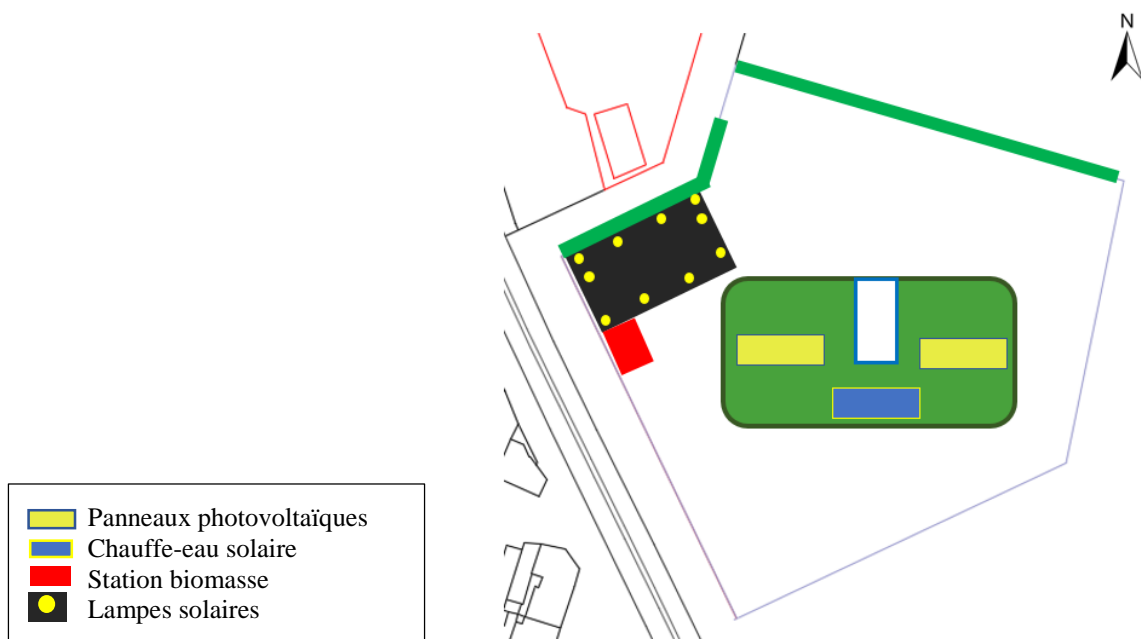 N
Panneaux photovoltaïques
Chauffe-eau solaire
Station biomasse
Lampes solaires